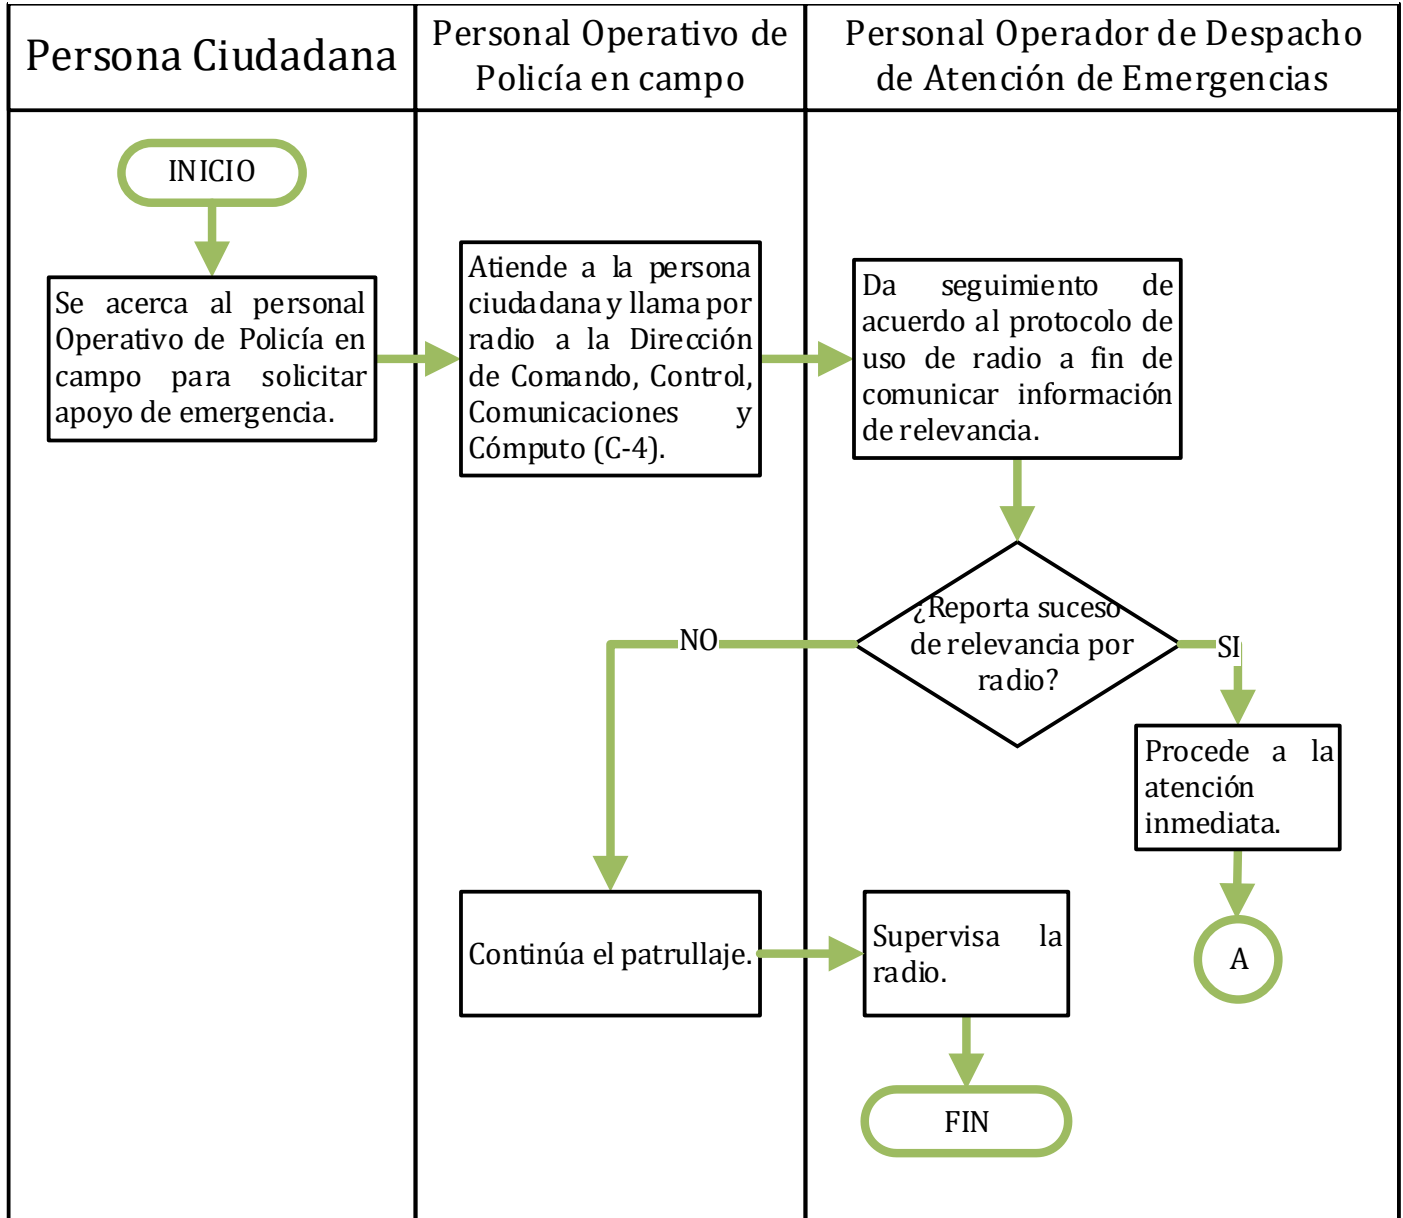 Persona Ciudadana
Personal Operativo de
Policía en campo
Personal Operador de Despacho
de Atención de Emergencias
INICIO
Se acerca al personal
Operativo de Policía en
campo para solicitar
apoyo de emergencia.
Atiende a la persona
ciudadana y llama por
radio a la Dirección
de Comando, Control,
Comunicaciones y
Cómputo (C-4).
Da seguimiento de
acuerdo al protocolo de
uso de radio a fin de
comunicar información
de relevancia.
¿Reporta suceso
de relevancia por
radio?
NO
SI
Procede a la
atención
inmediata.
Continúa el patrullaje.
Supervisa la
radio.
A
FIN